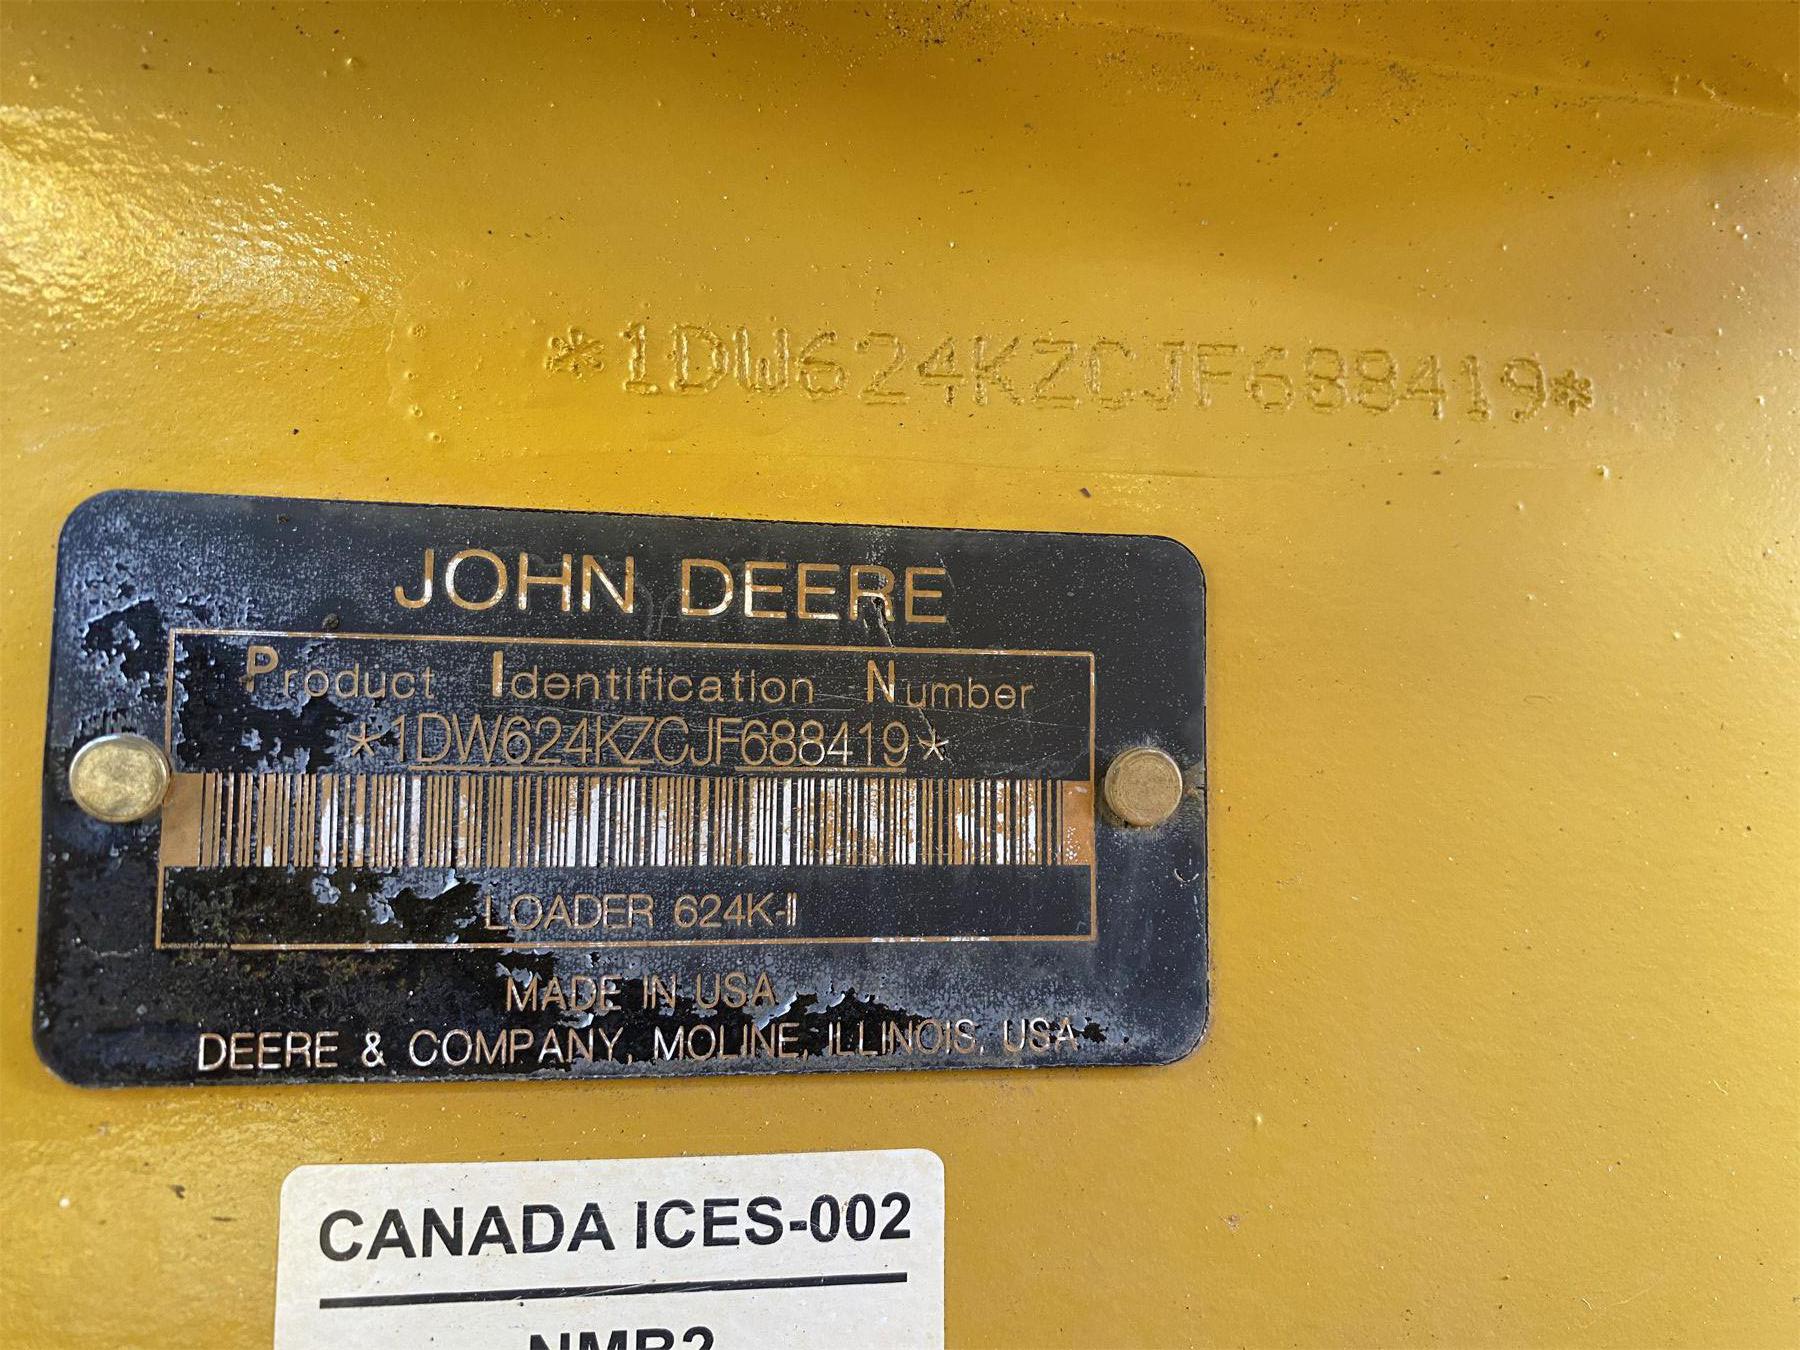 *1DW624KZCJF688419*
JOHN DEERE
Product Identification Number
*1DW624KZCJF688419*
LOADER 624K-II
MADE IN USA
DEERE & COMPANY, MOLINE, ILLINOIS, USA
CANADA ICES-002
NMB2